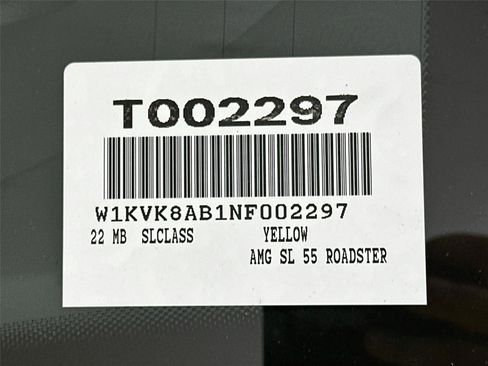 T002297
W1KVK8AB1NF002297
22 MB SLCLASS YELLOW
AMG SL 55 ROADSTER